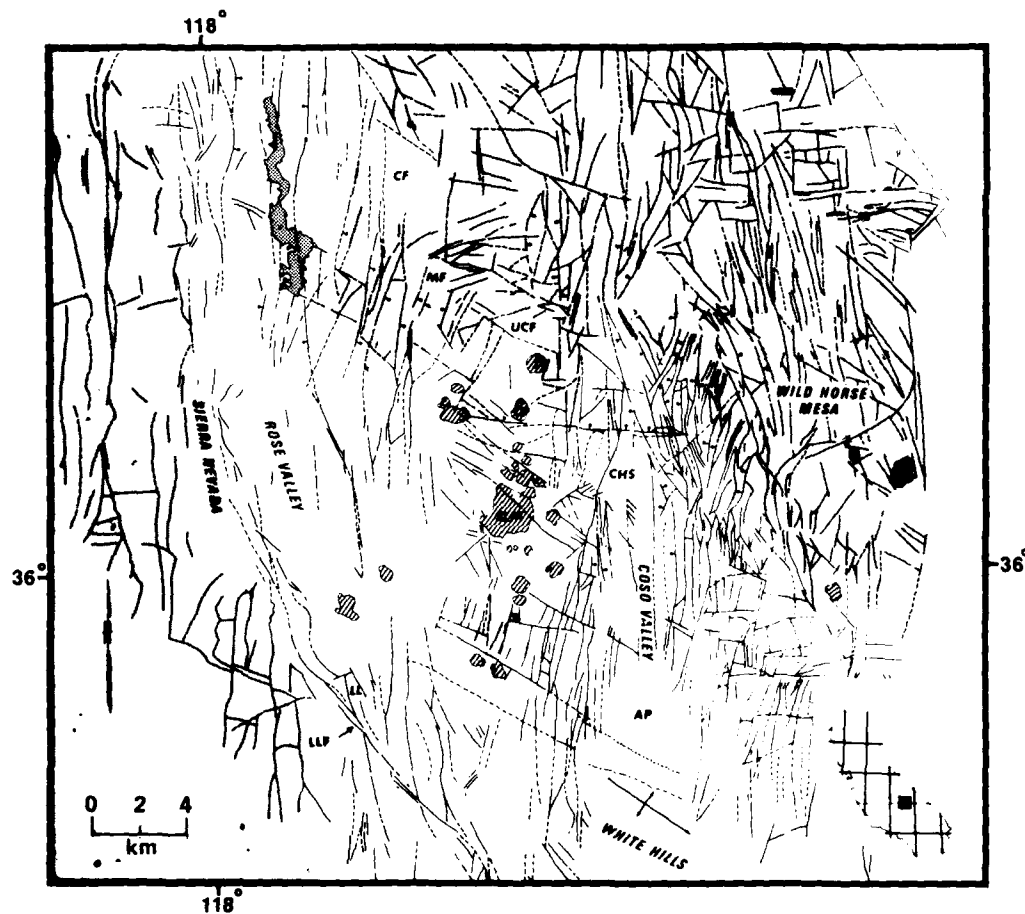 118°
CF
MF
UCF
WILD HORSE
MESA
SIERRA NEVADA
ROSE VALLEY
CHS
36°
36°
COSO VALLEY
LL
AP
LLF
0 2 4
km
WHITE HILLS
118°